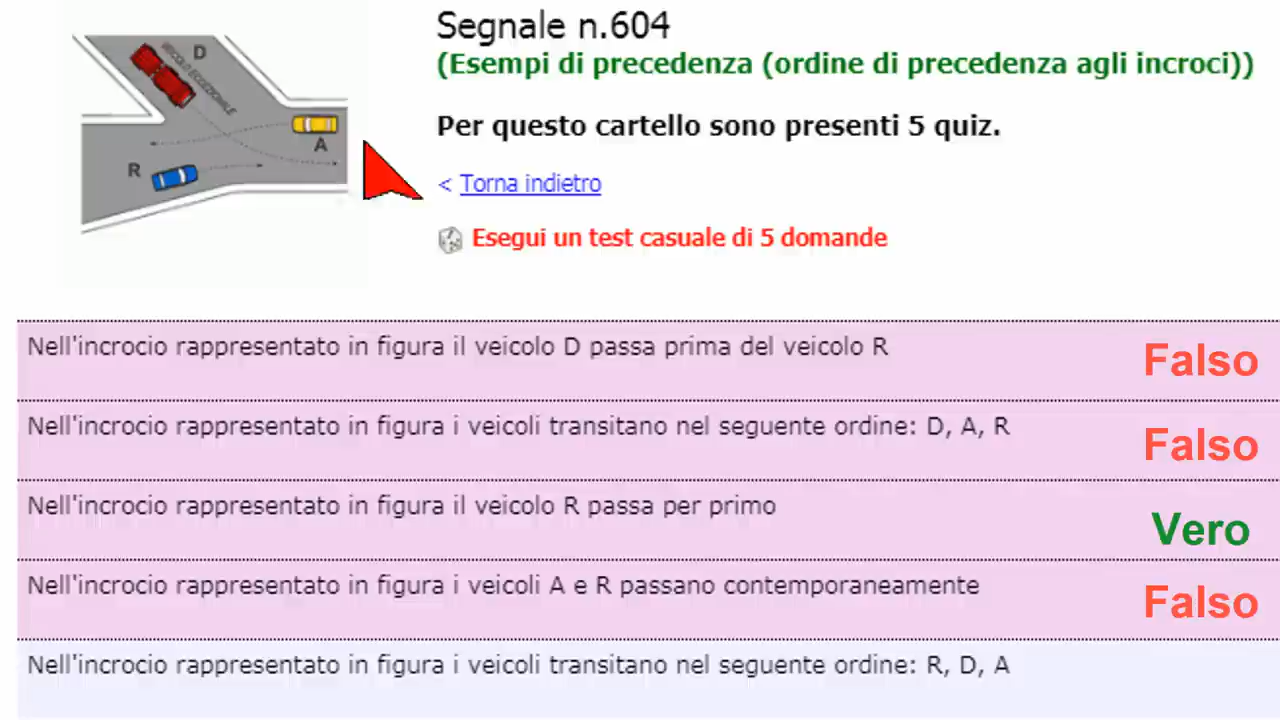 Segnale n.604
(Esempi di precedenza (ordine di precedenza agli incroci))
Per questo cartello sono presenti 5 quiz.
< Torna indietro
Esegui un test casuale di 5 domande
D
VEICOLO ECCEZIONALE
A
R
Nell'incrocio rappresentato in figura il veicolo D passa prima del veicolo R
Falso
Nell'incrocio rappresentato in figura i veicoli transitano nel seguente ordine: D, A, R
Falso
Nell'incrocio rappresentato in figura il veicolo R passa per primo
Vero
Nell'incrocio rappresentato in figura i veicoli A e R passano contemporaneamente
Falso
Nell'incrocio rappresentato in figura i veicoli transitano nel seguente ordine: R, D, A